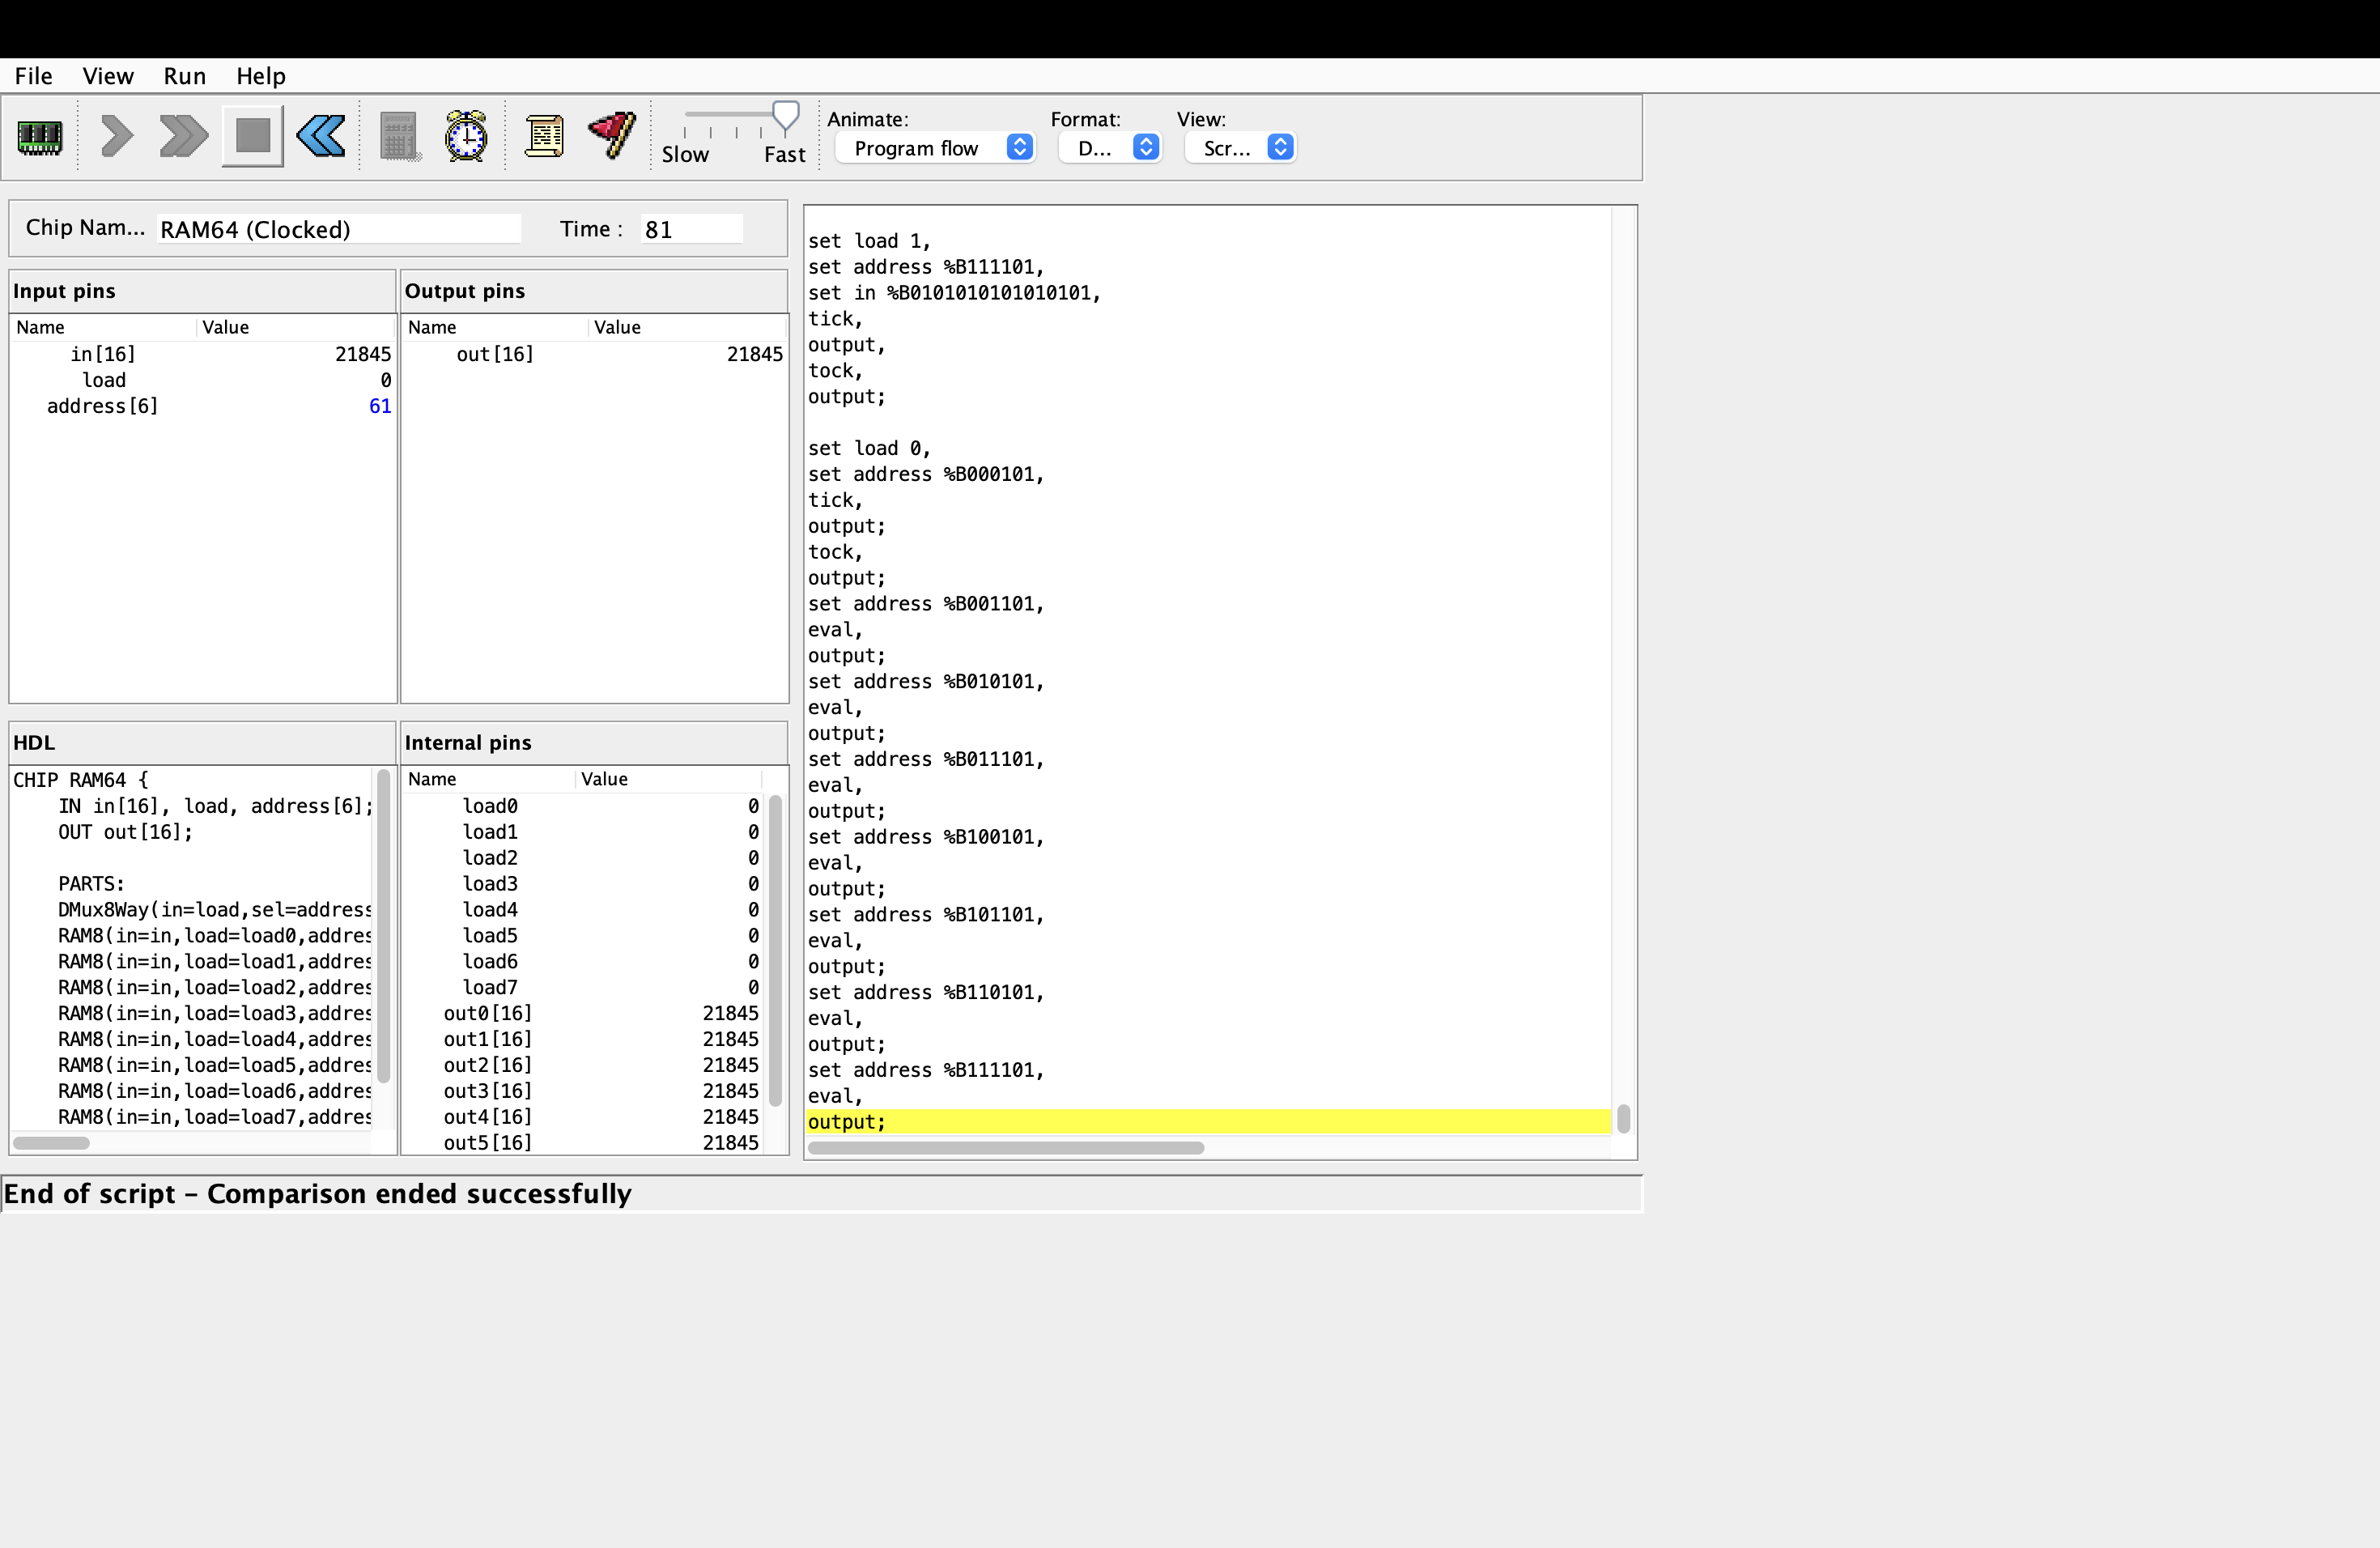 File View Run Help
Slow Fast
Animate: Format: View:
Program flow D... Scr...
Chip Nam... RAM64 (Clocked) Time : 81
Input pins
Name Value
in[16] 21845
load 0
address[6] 61
Output pins
Name Value
out[16] 21845
HDL
CHIP RAM64 {
IN in[16], load, address[6];
OUT out[16];
PARTS:
DMux8Way(in=load,sel=address
RAM8(in=in,load=load0,addres
RAM8(in=in,load=load1,addres
RAM8(in=in,load=load2,addres
RAM8(in=in,load=load3,addres
RAM8(in=in,load=load4,addres
RAM8(in=in,load=load5,addres
RAM8(in=in,load=load6,addres
RAM8(in=in,load=load7,addres
Internal pins
Name Value
load0 0
load1 0
load2 0
load3 0
load4 0
load5 0
load6 0
load7 0
out0[16] 21845
out1[16] 21845
out2[16] 21845
out3[16] 21845
out4[16] 21845
out5[16] 21845
set load 1,
set address %B111101,
set in %B0101010101010101,
tick,
output,
tock,
output;
set load 0,
set address %B000101,
tick,
output;
tock,
output;
set address %B001101,
eval,
output;
set address %B010101,
eval,
output;
set address %B011101,
eval,
output;
set address %B100101,
eval,
output;
set address %B101101,
eval,
output;
set address %B110101,
eval,
output;
set address %B111101,
eval,
output;
End of script – Comparison ended successfully